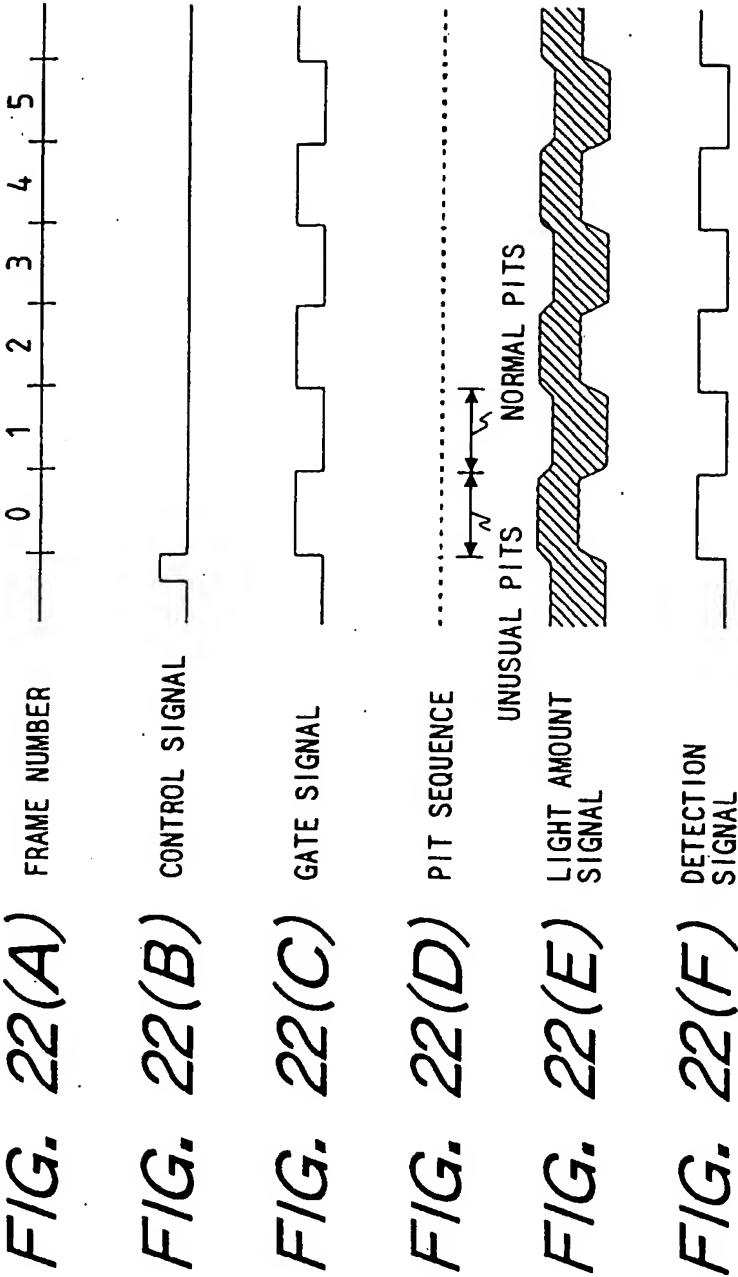 FIG. 22(A) FRAME NUMBER 0 1 2 3 4 5
FIG. 22(B) CONTROL SIGNAL
FIG. 22(C) GATE SIGNAL
FIG. 22(D) PIT SEQUENCE
UNUSUAL PITS NORMAL PITS
FIG. 22(E) LIGHT AMOUNT
SIGNAL
FIG. 22(F) DETECTION
SIGNAL